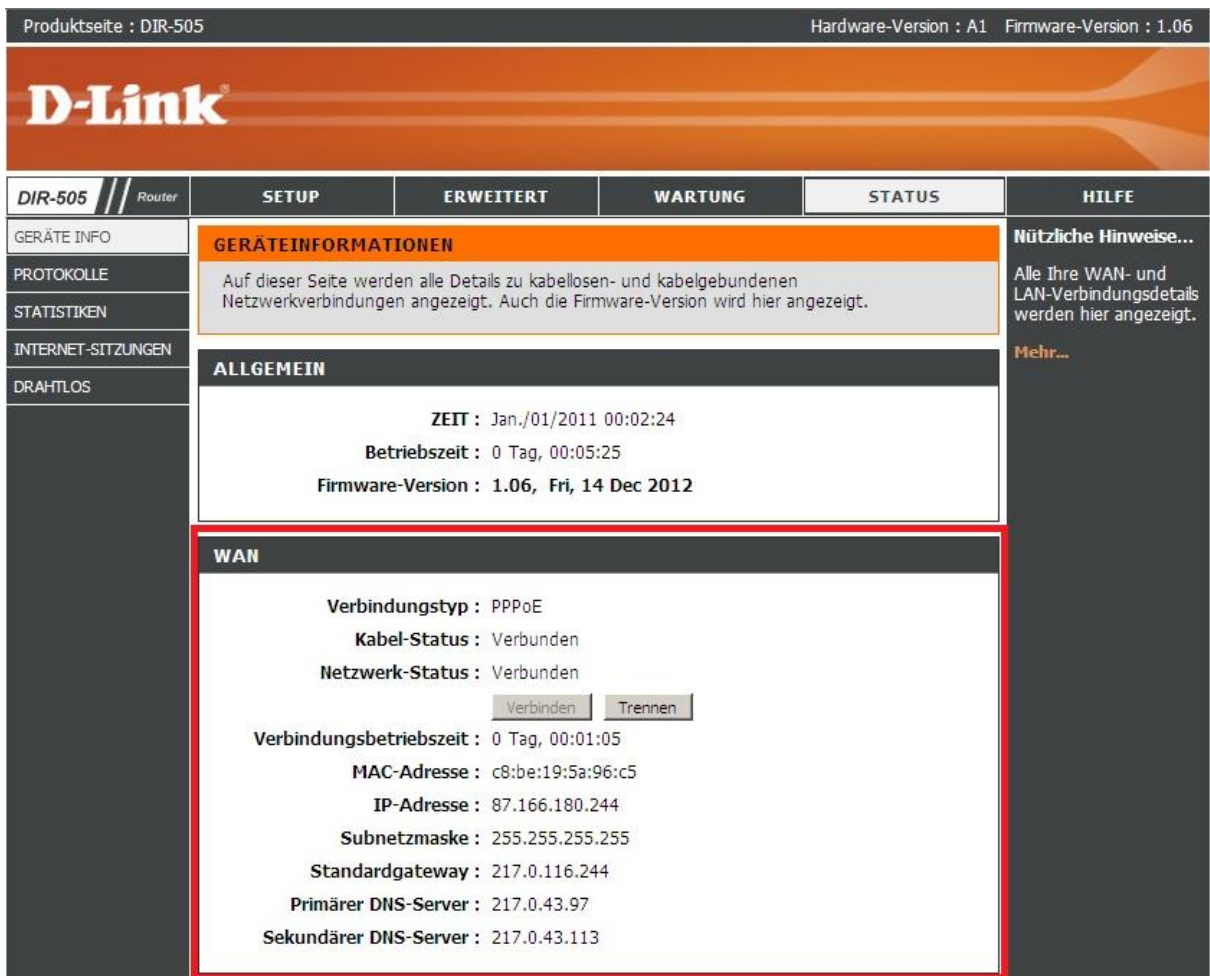 Produktseite : DIR-505 Hardware-Version : A1 Firmware-Version : 1.06
D-Link
DIR-505 Router SETUP ERWEITERT WARTUNG STATUS HILFE
GERÄTE INFO
PROTOKOLLE
STATISTIKEN
INTERNET-SITZUNGEN
DRAHTLOS
GERÄTEINFORMATIONEN
Auf dieser Seite werden alle Details zu kabellosen- und kabelgebundenen
Netzwerkverbindungen angezeigt. Auch die Firmware-Version wird hier angezeigt.
ALLGEMEIN
ZEIT : Jan./01/2011 00:02:24
Betriebszeit : 0 Tag, 00:05:25
Firmware-Version : 1.06, Fri, 14 Dec 2012
WAN
Verbindungstyp : PPPoE
Kabel-Status : Verbunden
Netzwerk-Status : Verbunden
Verbinden Trennen
Verbindungsbetriebszeit : 0 Tag, 00:01:05
MAC-Adresse : c8:be:19:5a:96:c5
IP-Adresse : 87.166.180.244
Subnetzmaske : 255.255.255.255
Standardgateway : 217.0.116.244
Primärer DNS-Server : 217.0.43.97
Sekundärer DNS-Server : 217.0.43.113
Nützliche Hinweise...
Alle Ihre WAN- und
LAN-Verbindungsdetails
werden hier angezeigt.
Mehr...